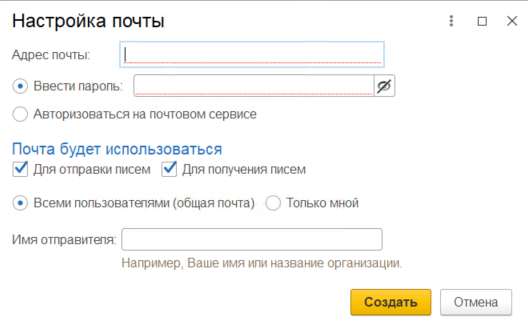 Настройка почты
Адрес почты:
Ввести пароль:
Авторизоваться на почтовом сервисе
Почта будет использоваться
Для отправки писем Для получения писем
Всеми пользователями (общая почта) Только мной
Имя отправителя:
Например, Ваше имя или название организации.
Создать Отмена